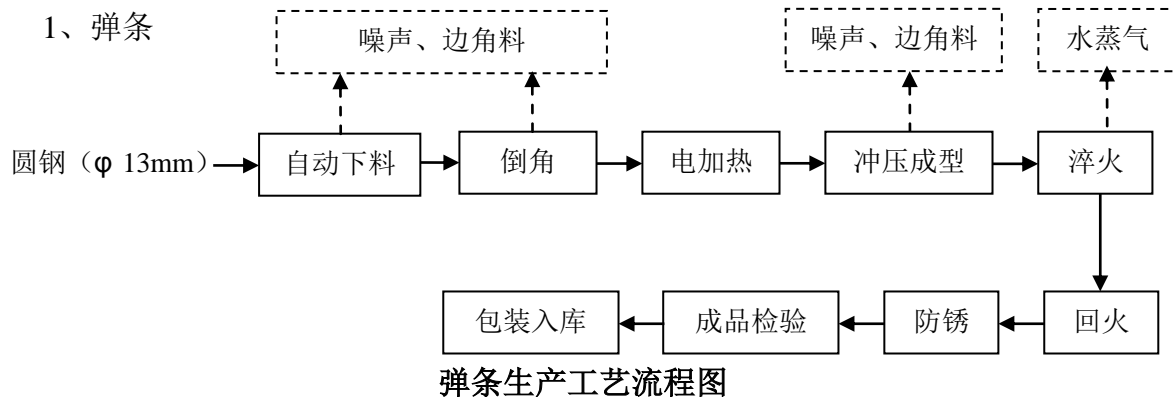 1、弹条
噪声、边角料
噪声、边角料
水蒸气
圆钢（φ 13mm）
自动下料
倒角
电加热
冲压成型
淬火
包装入库
成品检验
防锈
回火
弹条生产工艺流程图